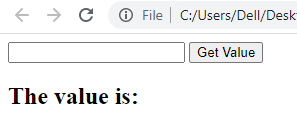 File | C:/Users/Dell/Desk
Get Value
The value is: